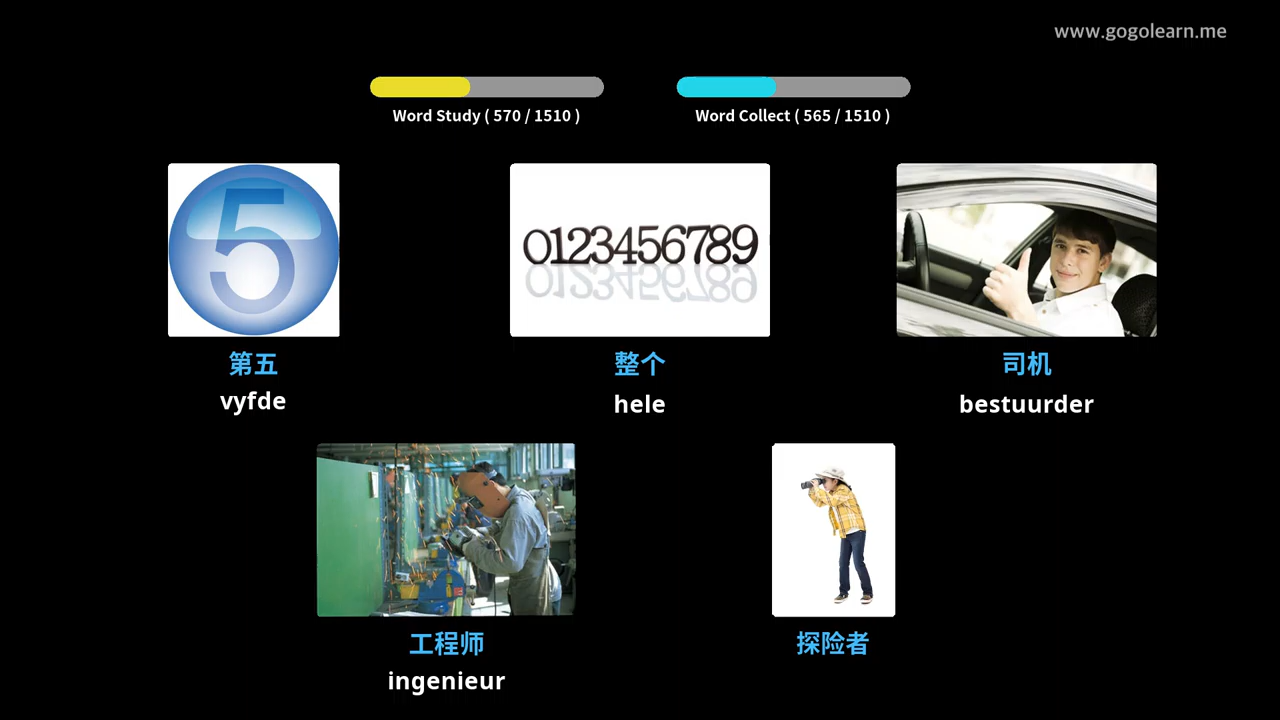 www.gogolearn.me
Word Study ( 570 / 1510 )
Word Collect ( 565 / 1510 )
5
0123456789
第五
vyfde
整个
hele
司机
bestuurder
工程师
ingenieur
探险者